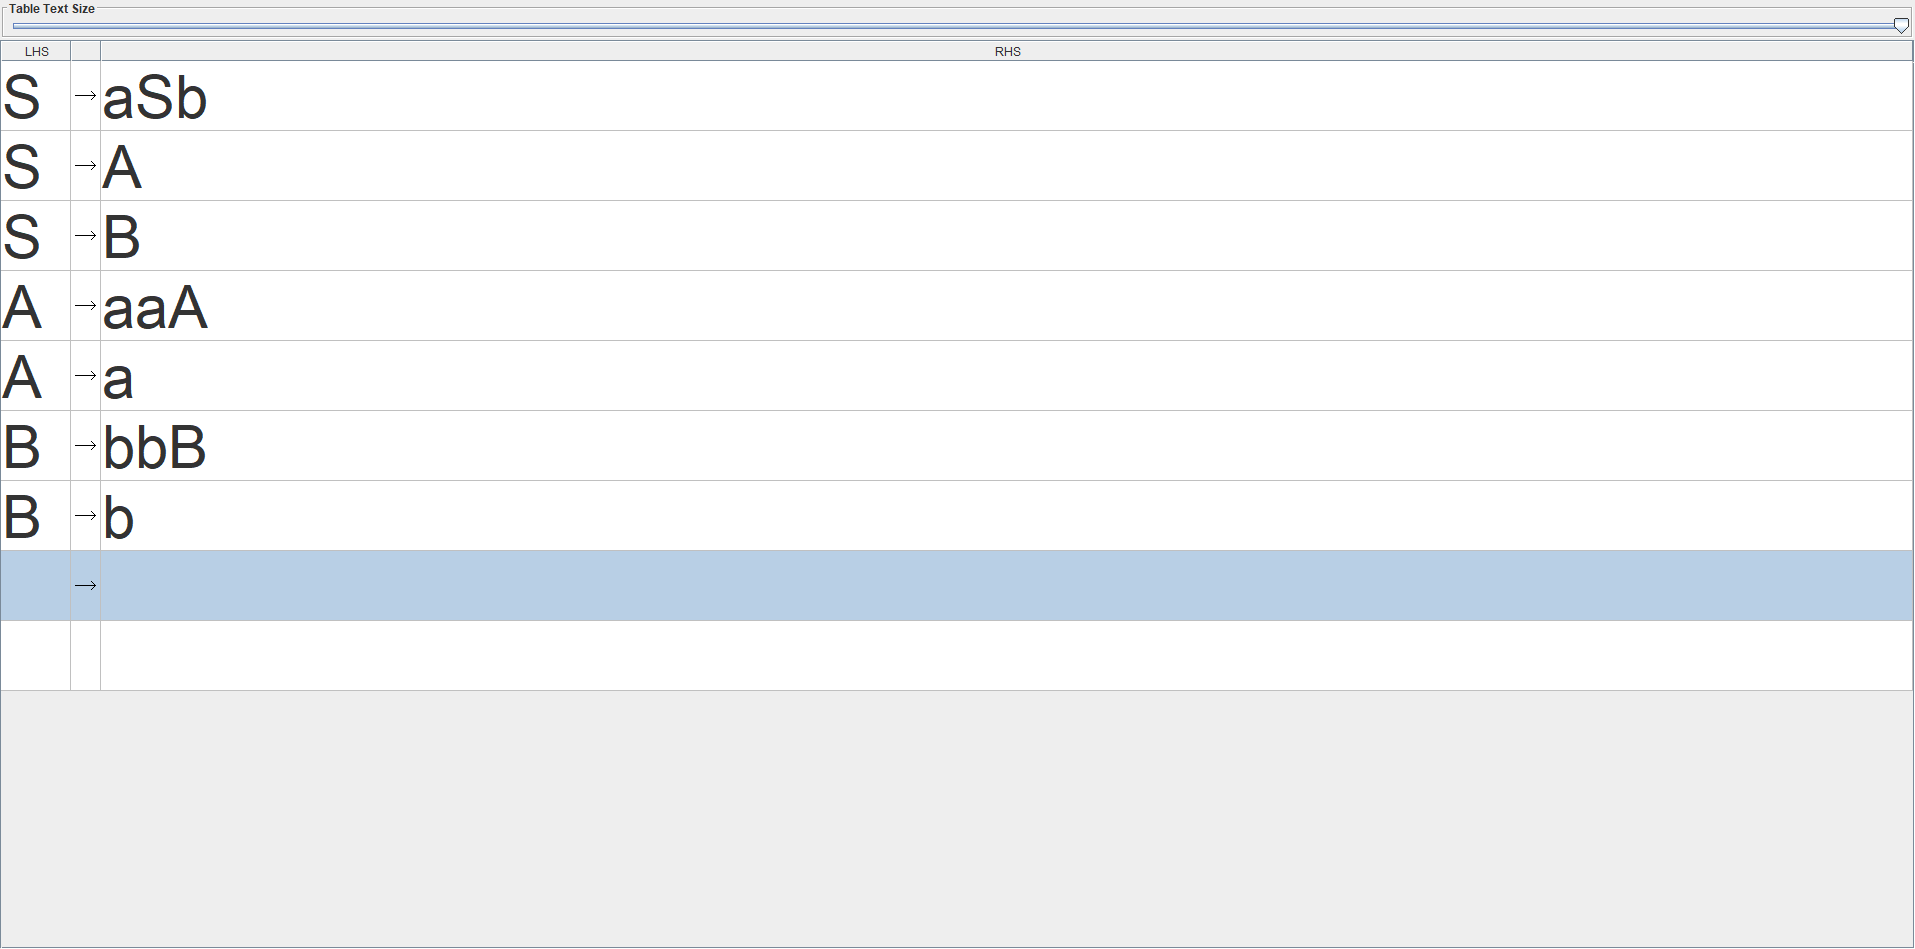 Table Text Size
LHS RHS
S → aSb
S → A
S → B
A → aaA
A → a
B → bbB
B → b
→